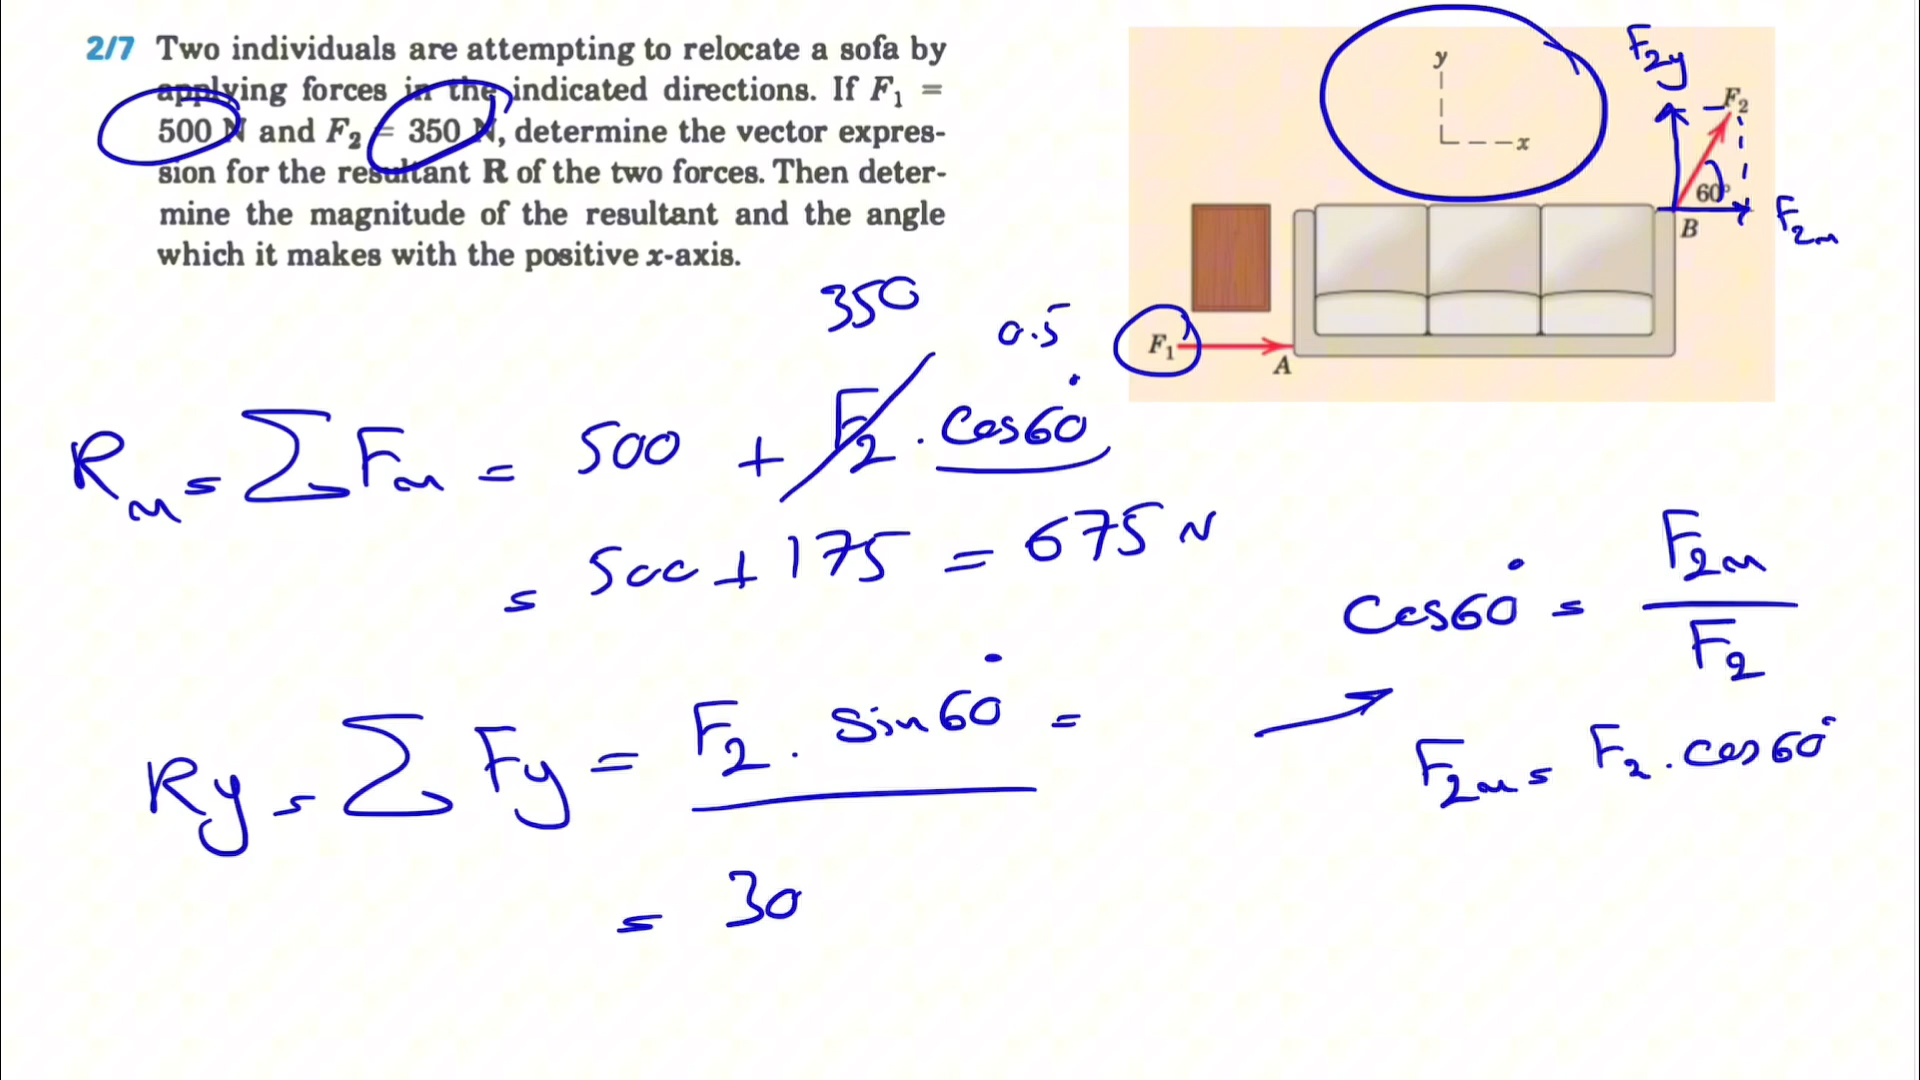 2/7 Two individuals are attempting to relocate a sofa by
applying forces in the indicated directions. If F₁ =
500 N and F₂ = 350 N, determine the vector expres-
sion for the resultant R of the two forces. Then deter-
mine the magnitude of the resultant and the angle
which it makes with the positive x-axis.
y
x
F₂y
F₂
60°
B
F₂ₓ
F₁
A
350
0.5
Rₓ = ΣFₓ = 500 + F₂ . cos60°
= 500 + 175 = 675 N
cos60° = F₂ₓ / F₂
Ry = ΣFy = F₂ . sin60° =
F₂ₓ = F₂ . cos60°
= 30